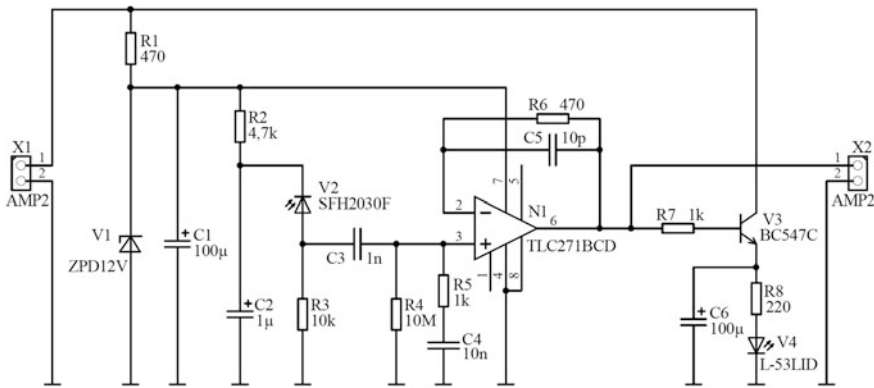 R1
470
R2
4,7k
R6 470
C5 10p
X1
1
2
AMP2
X2
1
2
AMP2
7
5
V2
SFH2030F
2
N1
6
TLC271BCD
3
R7 1k
V3
BC547C
V1
ZPD12V
+
C1
100µ
C3
1n
1
4
8
R5
1k
R3
10k
R4
10M
+
C2
1µ
C4
10n
+
C6
100µ
R8
220
V4
L-53LID